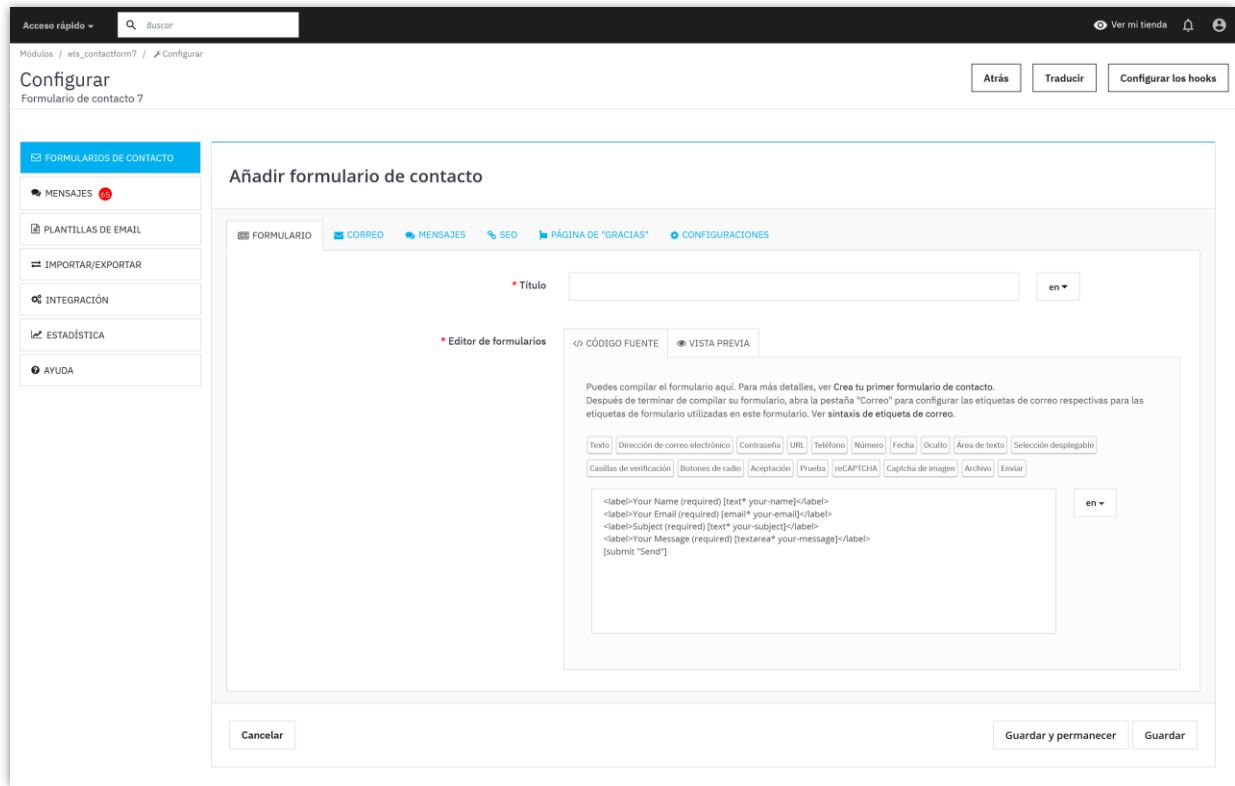 Acceso rápido
Buscar
Ver mi tienda
Módulos / ets_contactform7 / Configurar
Configurar
Formulario de contacto 7
Atrás
Traducir
Configurar los hooks
FORMULARIOS DE CONTACTO
MENSAJES 65
PLANTILLAS DE EMAIL
IMPORTAR/EXPORTAR
INTEGRACIÓN
ESTADÍSTICA
AYUDA
Añadir formulario de contacto
FORMULARIO CORREO MENSAJES SEO PÁGINA DE "GRACIAS" CONFIGURACIONES
* Título
en
* Editor de formularios
</> CÓDIGO FUENTE VISTA PREVIA
Puedes compilar el formulario aquí. Para más detalles, ver Crea tu primer formulario de contacto.
Después de terminar de compilar su formulario, abra la pestaña "Correo" para configurar las etiquetas de correo respectivas para las
etiquetas de formulario utilizadas en este formulario. Ver sintaxis de etiqueta de correo.
Texto Dirección de correo electrónico Contraseña URL Teléfono Número Fecha Oculto Área de texto Selección desplegable
Casillas de verificación Botones de radio Aceptación Prueba reCAPTCHA Captcha de imagen Archivo Enviar
<label>Your Name (required) [text* your-name]</label>
<label>Your Email (required) [email* your-email]</label>
<label>Subject (required) [text* your-subject]</label>
<label>Your Message (required) [textarea* your-message]</label>
[submit "Send"]
en
Cancelar
Guardar y permanecer
Guardar